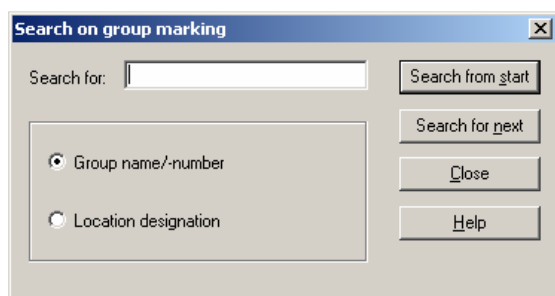 Search on group marking
Search for:
Search from start
Search for next
Group name/-number
Close
Location designation
Help